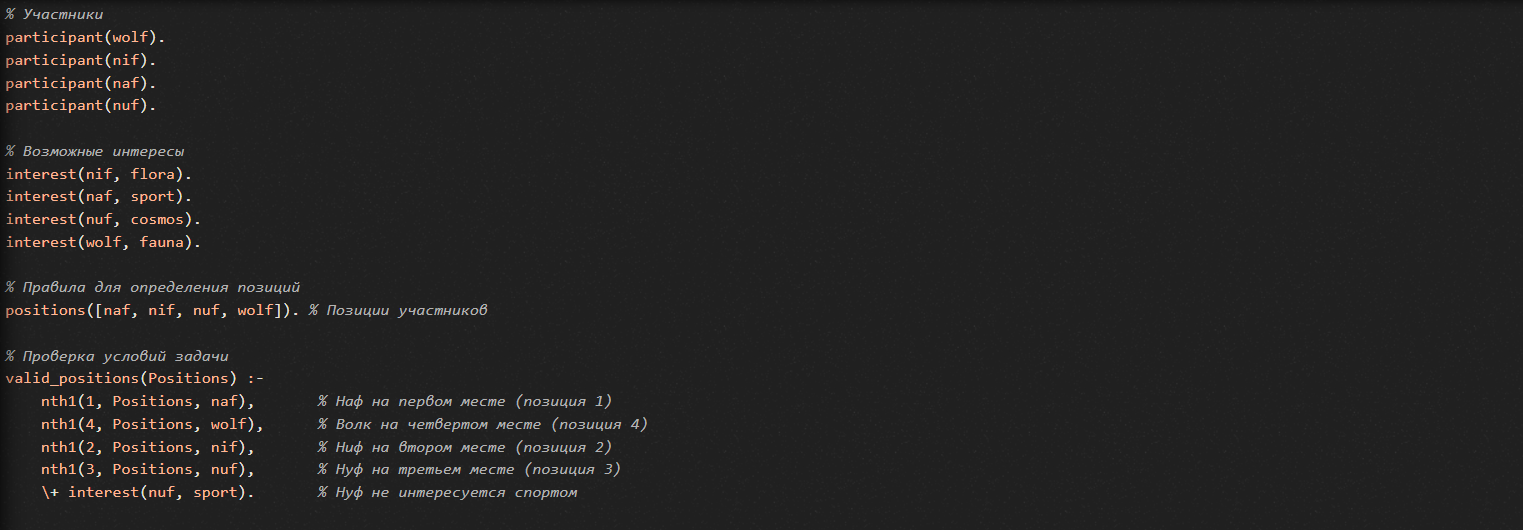 % Участники
participant(wolf).
participant(nif).
participant(naf).
participant(nuf).
% Возможные интересы
interest(nif, flora).
interest(naf, sport).
interest(nuf, cosmos).
interest(wolf, fauna).
% Правила для определения позиций
positions([naf, nif, nuf, wolf]). % Позиции участников
% Проверка условий задачи
valid_positions(Positions) :-
    nth1(1, Positions, naf),      % Наф на первом месте (позиция 1)
    nth1(4, Positions, wolf),      % Волк на четвертом месте (позиция 4)
    nth1(2, Positions, nif),      % Ниф на втором месте (позиция 2)
    nth1(3, Positions, nuf),      % Нуф на третьем месте (позиция 3)
    \+ interest(nuf, sport).      % Нуф не интересуется спортом